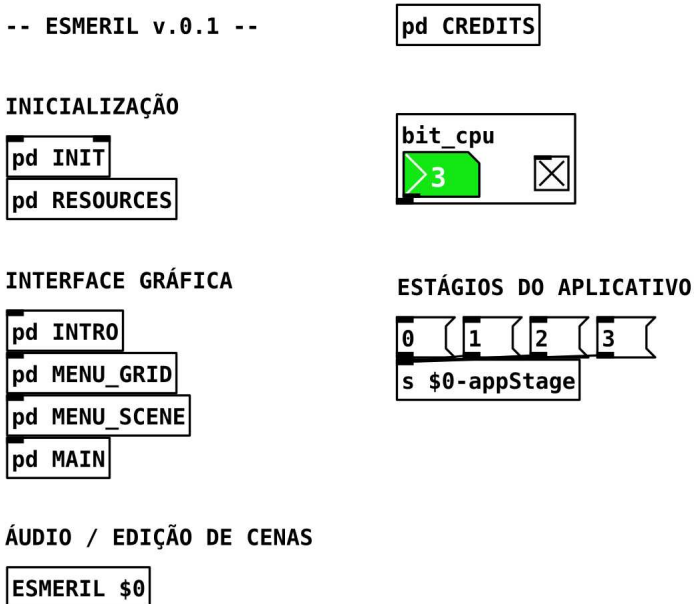 -- ESMERIL v.0.1 --
pd CREDITS
INICIALIZAÇÃO
pd INIT
pd RESOURCES
bit_cpu
3
INTERFACE GRÁFICA
pd INTRO
pd MENU_GRID
pd MENU_SCENE
pd MAIN
ESTÁGIOS DO APLICATIVO
0 1 2 3
s $0-appStage
ÁUDIO / EDIÇÃO DE CENAS
ESMERIL $0